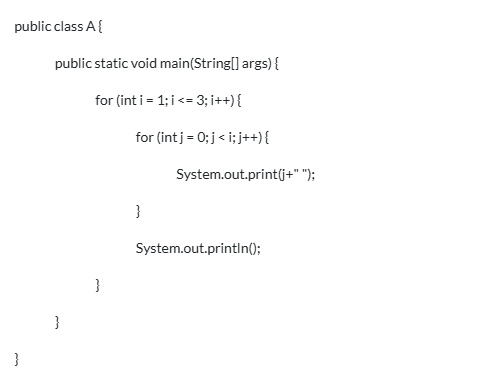 public class A {
public static void main(String[] args) {
for (int i = 1; i <= 3; i++) {
for (int j = 0; j < i; j++) {
System.out.print(j+" ");
}
System.out.println();
}
}
}